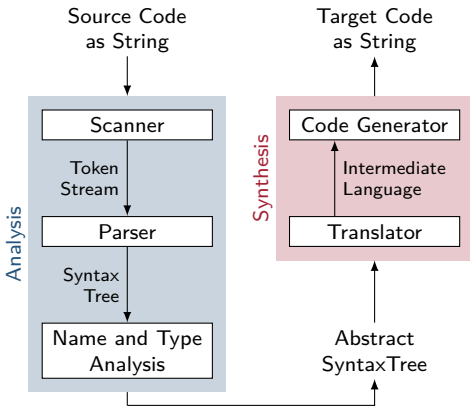 Source Code
as String
Analysis
Scanner
Token
Stream
Parser
Syntax
Tree
Name and Type
Analysis
Target Code
as String
Synthesis
Code Generator
Intermediate
Language
Translator
Abstract
SyntaxTree